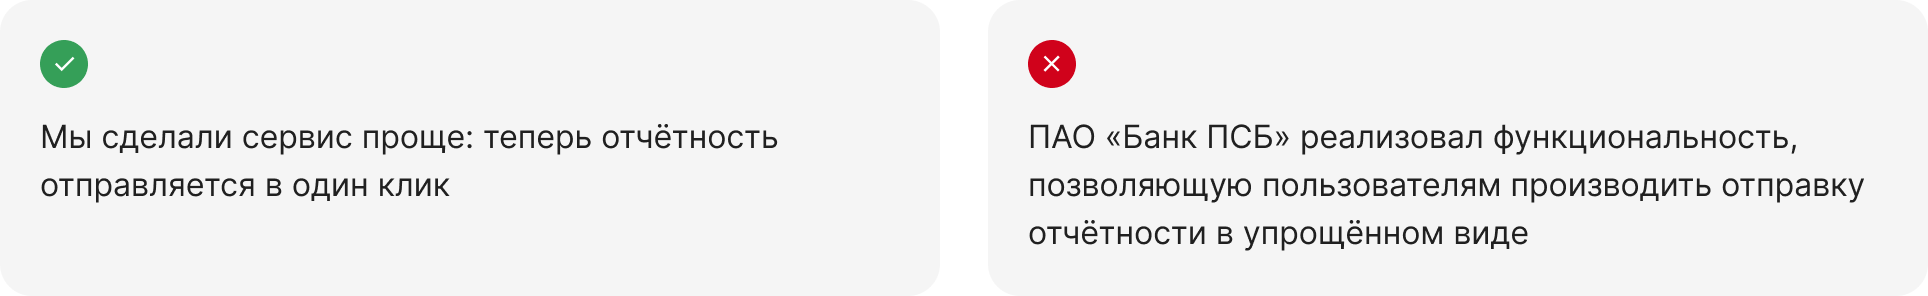 Мы сделали сервис проще: теперь отчётность
отправляется в один клик
ПАО «Банк ПСБ» реализовал функциональность,
позволяющую пользователям производить отправку
отчётности в упрощённом виде